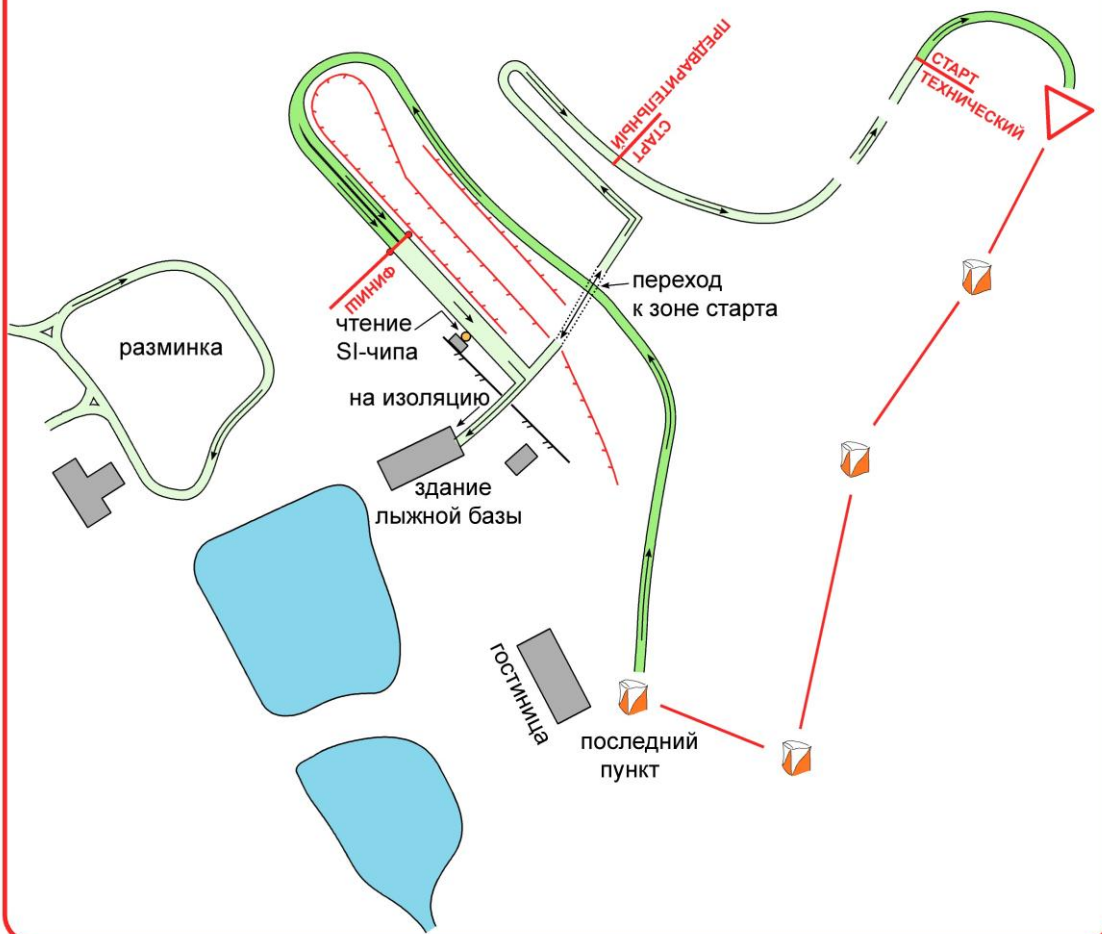 ПРЕДВАРИТЕЛЬНЫЙ
СТАРТ
СТАРТ
ТЕХНИЧЕСКИЙ
ФИНИШ
переход
к зоне старта
чтение
SI-чипа
разминка
на изоляцию
здание
лыжной базы
гостиница
последний
пункт